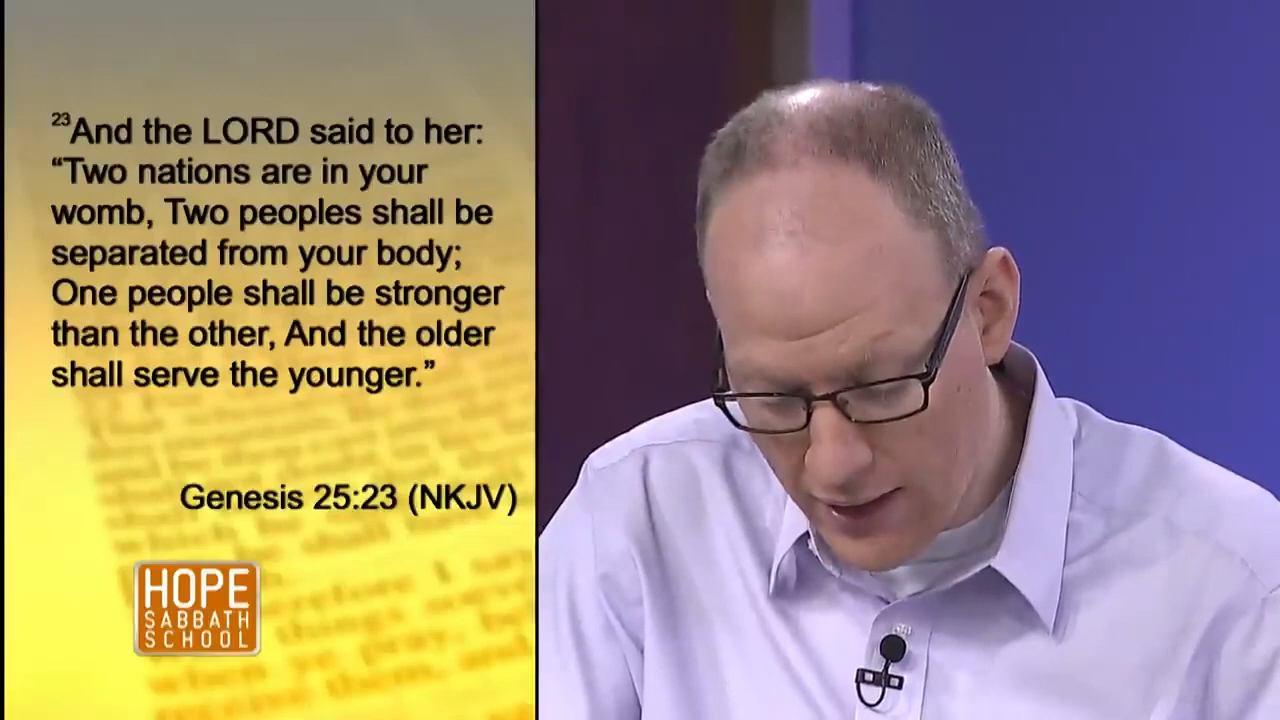 23And the LORD said to her:
“Two nations are in your
womb, Two peoples shall be
separated from your body;
One people shall be stronger
than the other, And the older
shall serve the younger.”
Genesis 25:23 (NKJV)
HOPE
SABBATH
SCHOOL